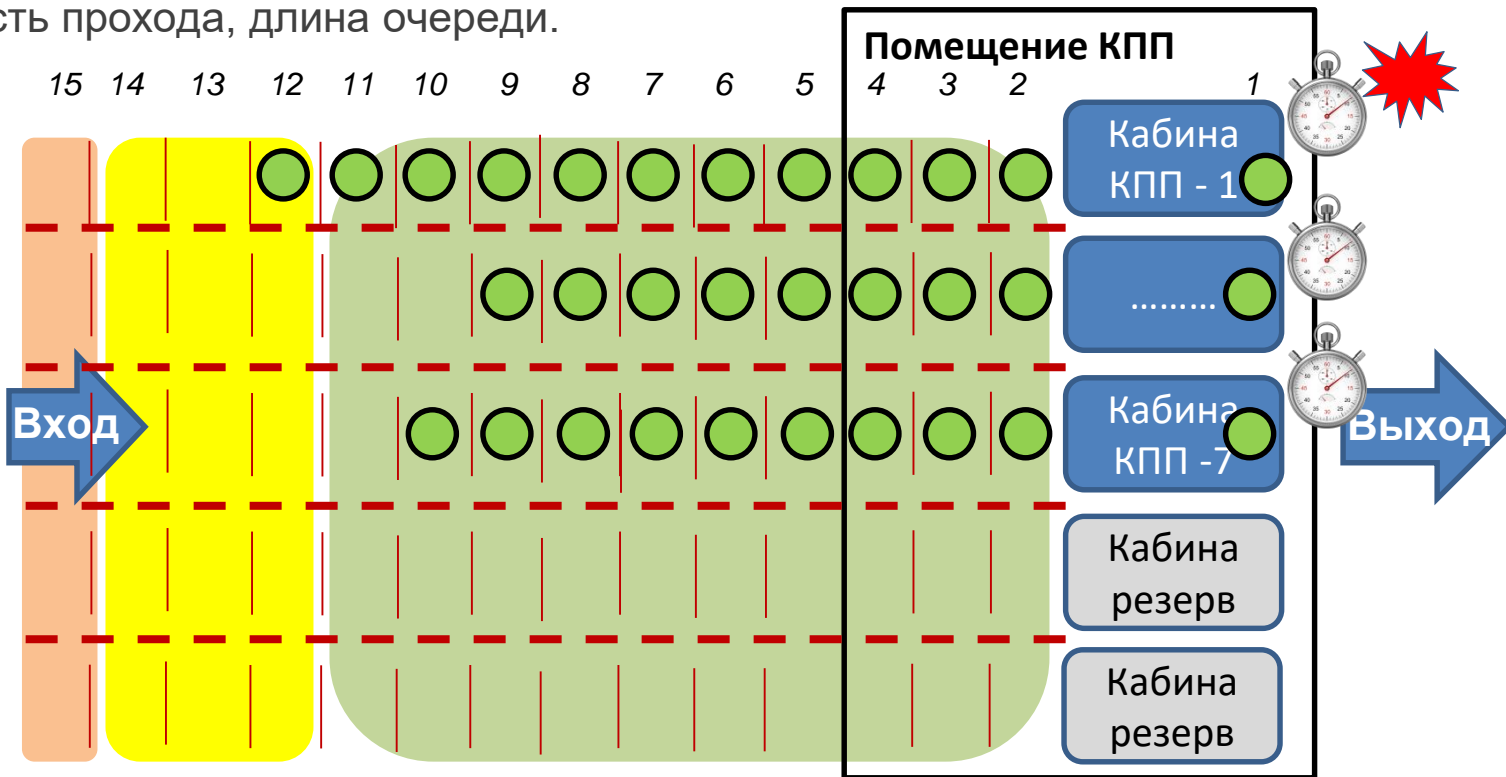 сть прохода, длина очереди.
Помещение КПП
15 14 13 12 11 10 9 8 7 6 5 4 3 2 1
Кабина
КПП - 1
.........
Вход
Кабина
КПП -7
Выход
Кабина
резерв
Кабина
резерв